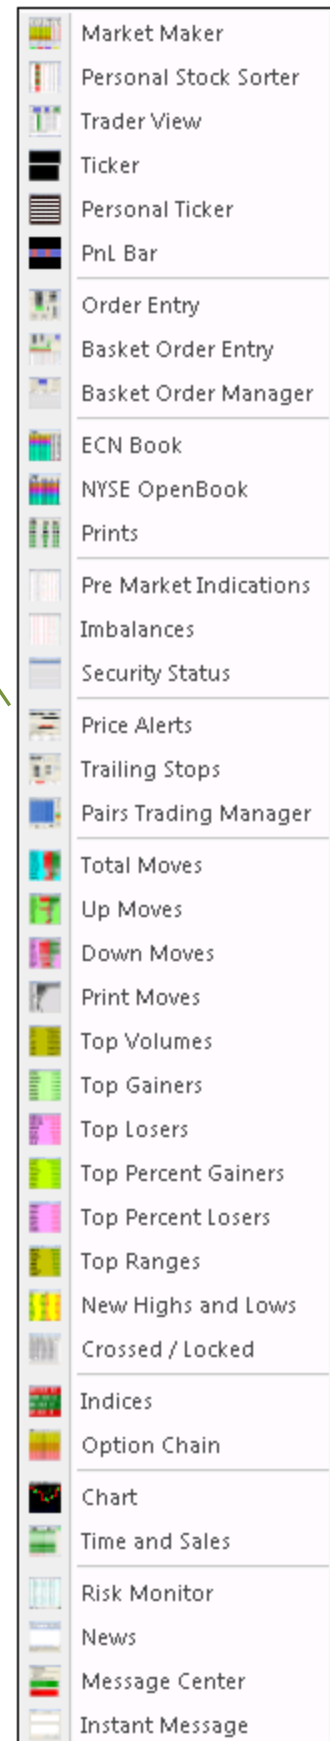 Market Maker
Personal Stock Sorter
Trader View
Ticker
Personal Ticker
PnL Bar
Order Entry
Basket Order Entry
Basket Order Manager
ECN Book
NYSE OpenBook
Prints
Pre Market Indications
Imbalances
Security Status
Price Alerts
Trailing Stops
Pairs Trading Manager
Total Moves
Up Moves
Down Moves
Print Moves
Top Volumes
Top Gainers
Top Losers
Top Percent Gainers
Top Percent Losers
Top Ranges
New Highs and Lows
Crossed / Locked
Indices
Option Chain
Chart
Time and Sales
Risk Monitor
News
Message Center
Instant Message